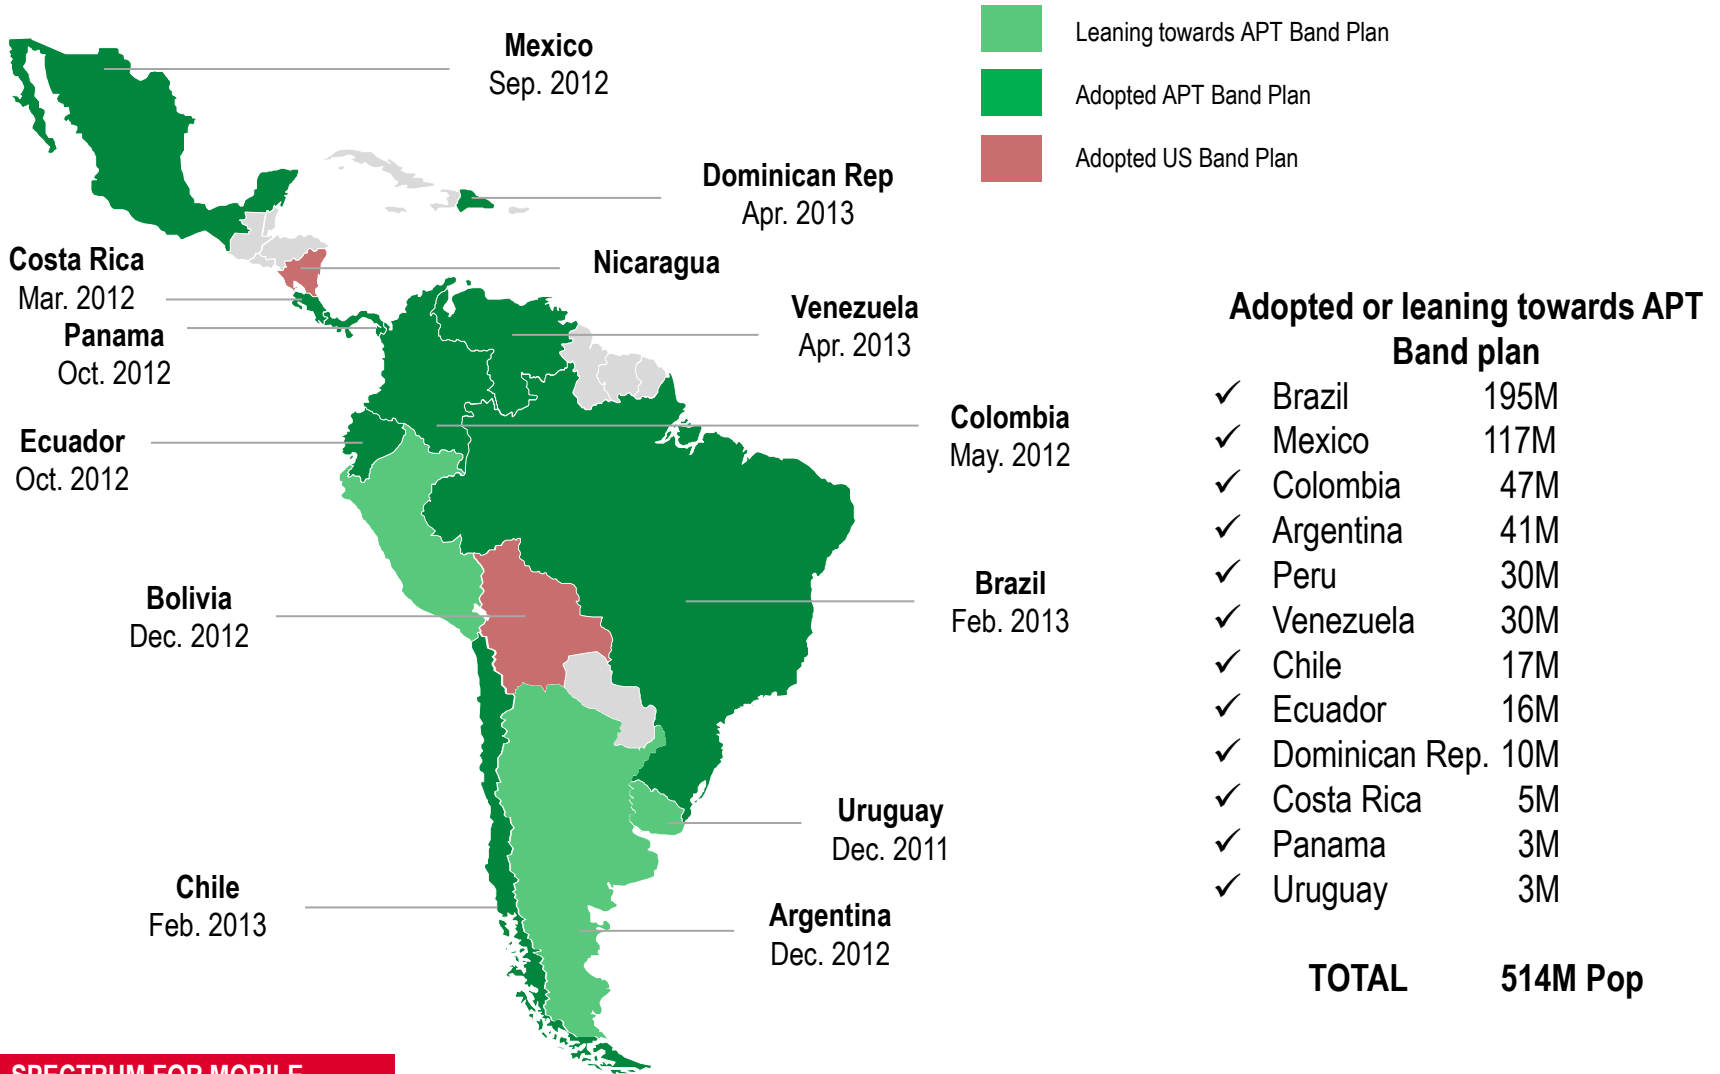 Leaning towards APT Band Plan
Adopted APT Band Plan
Adopted US Band Plan
Mexico
Sep. 2012
Dominican Rep
Apr. 2013
Costa Rica
Mar. 2012
Nicaragua
Panama
Oct. 2012
Venezuela
Apr. 2013
Ecuador
Oct. 2012
Colombia
May. 2012
Bolivia
Dec. 2012
Brazil
Feb. 2013
Uruguay
Dec. 2011
Chile
Feb. 2013
Argentina
Dec. 2012
Adopted or leaning towards APT
Band plan
✓ Brazil 195M
✓ Mexico 117M
✓ Colombia 47M
✓ Argentina 41M
✓ Peru 30M
✓ Venezuela 30M
✓ Chile 17M
✓ Ecuador 16M
✓ Dominican Rep. 10M
✓ Costa Rica 5M
✓ Panama 3M
✓ Uruguay 3M
TOTAL 514M Pop
SPECTRUM FOR MOBILE